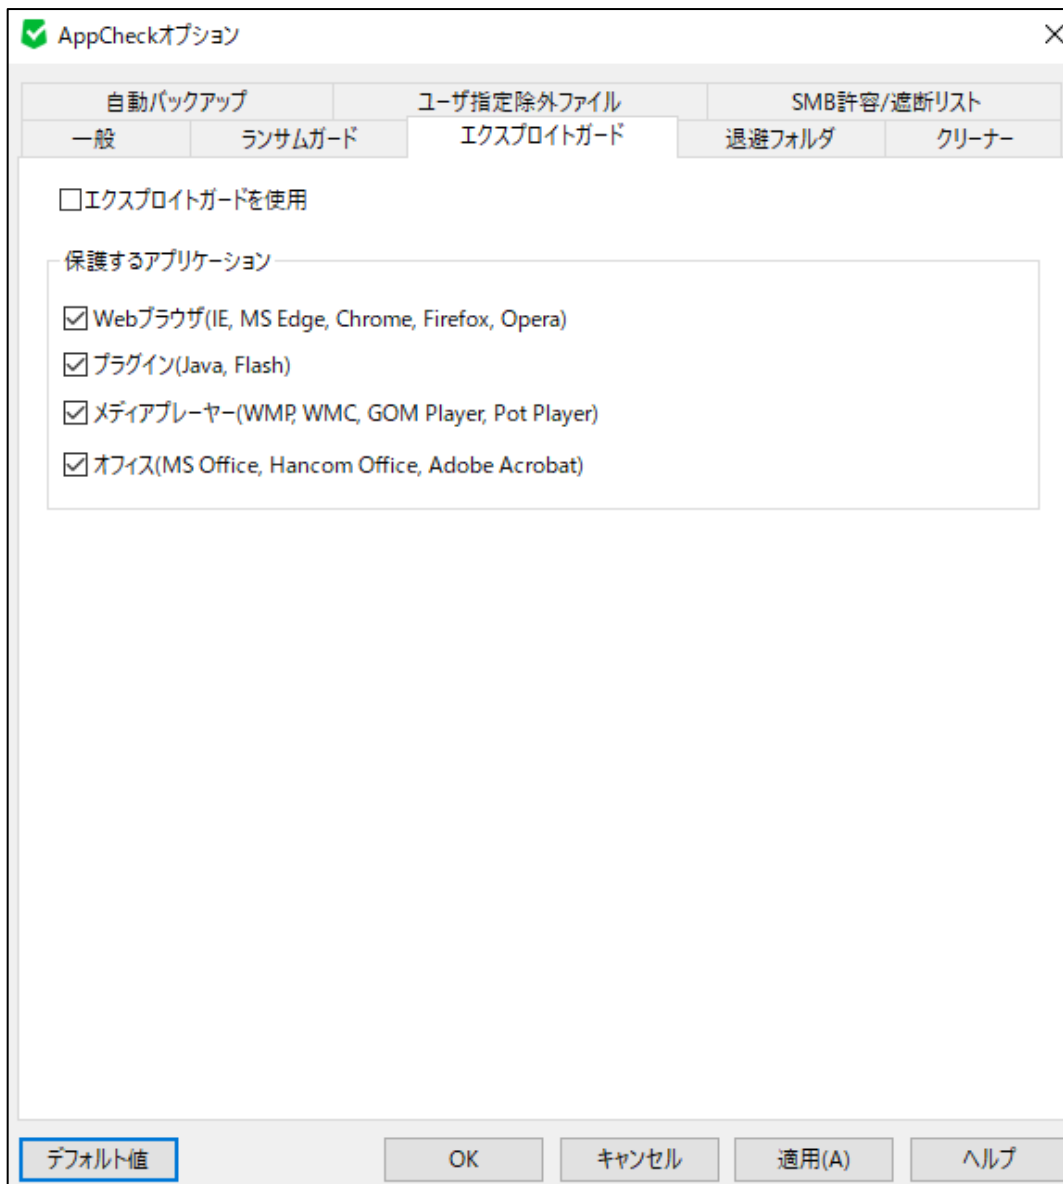 AppCheckオプション
自動バックアップ ユーザ指定除外ファイル SMB許容/遮断リスト
一般 ランサムガード エクスプロイトガード 退避フォルダ クリーナー
エクスプロイトガードを使用
保護するアプリケーション
Webブラウザ(IE, MS Edge, Chrome, Firefox, Opera)
プラグイン(Java, Flash)
メディアプレーヤー(WMP, WMC, GOM Player, Pot Player)
オフィス(MS Office, Hancom Office, Adobe Acrobat)
デフォルト値 OK キャンセル 適用(A) ヘルプ